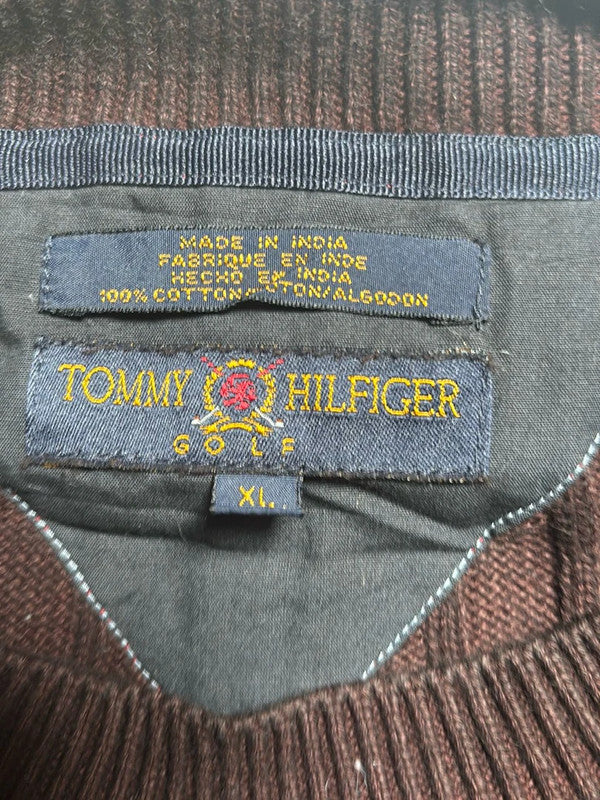 MADE IN INDIA
FABRIQUE EN INDE
HECHO EN INDIA
100% COTTON/COTON/ALGODON
TOMMY HILFIGER
GOLF
XL